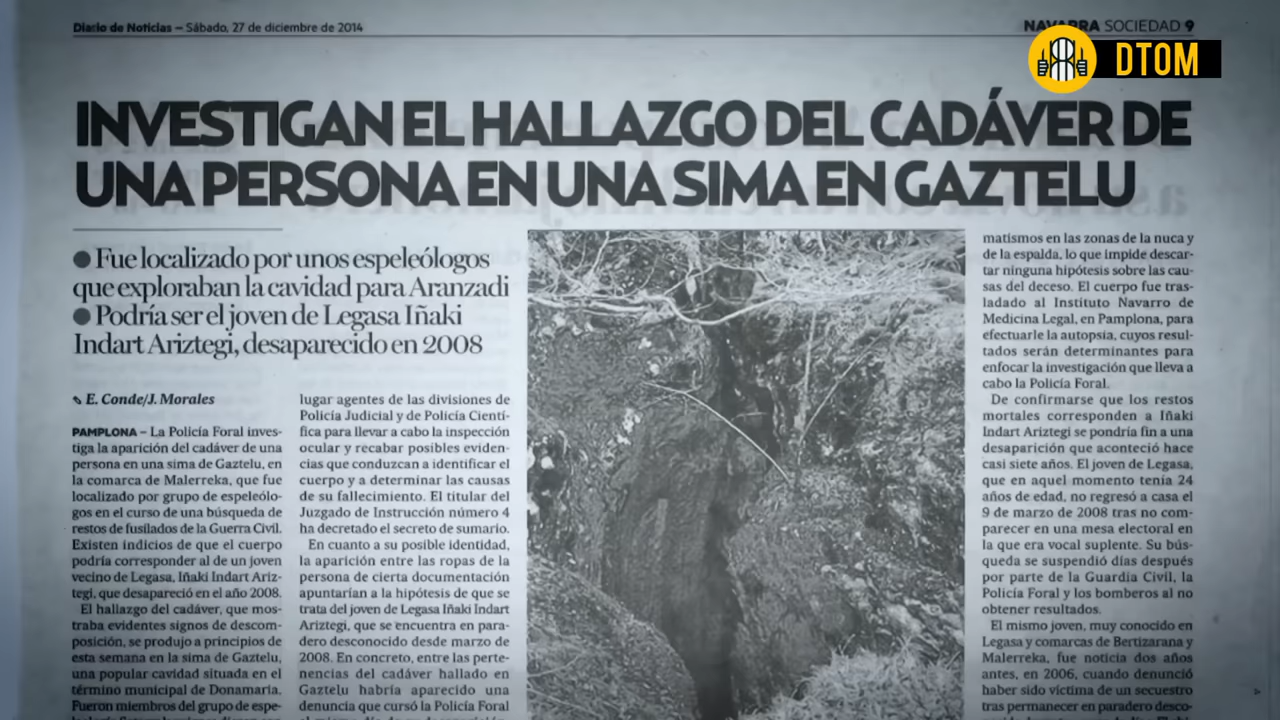 Diario de Noticias – Sábado, 27 de diciembre de 2014
NAVARRA SOCIEDAD 9
DTOM
INVESTIGAN EL HALLAZGO DEL CADÁVER DE
UNA PERSONA EN UNA SIMA EN GAZTELU
● Fue localizado por unos espeleólogos
que exploraban la cavidad para Aranzadi
● Podría ser el joven de Legasa Iñaki
Indart Ariztegi, desaparecido en 2008
✎ E. Conde/J. Morales
PAMPLONA – La Policía Foral inves-
tiga la aparición del cadáver de una
persona en una sima de Gaztelu, en
la comarca de Malerreka, que fue
localizado por grupo de espeleólo-
gos en el curso de una búsqueda de
restos de fusilados de la Guerra Civil.
Existen indicios de que el cuerpo
podría corresponder al de un joven
vecino de Legasa, Iñaki Indart Ariz-
tegi, que desapareció en el año 2008.
El hallazgo del cadáver, que mos-
traba evidentes signos de descom-
posición, se produjo a principios de
esta semana en la sima de Gaztelu,
una popular cavidad situada en el
término municipal de Donamaria.
Fueron miembros del grupo de espe-
lugar agentes de las divisiones de
Policía Judicial y de Policía Cientí-
fica para llevar a cabo la inspección
ocular y recabar posibles eviden-
cias que conduzcan a identificar el
cuerpo y a determinar las causas
de su fallecimiento. El titular del
Juzgado de Instrucción número 4
ha decretado el secreto de sumario.
En cuanto a su posible identidad,
la aparición entre las ropas de la
persona de cierta documentación
apuntarían a la hipótesis de que se
trata del joven de Legasa Iñaki Indart
Ariztegi, que se encuentra en para-
dero desconocido desde marzo de
2008. En concreto, entre las perte-
nencias del cadáver hallado en
Gaztelu habría aparecido una
denuncia que cursó la Policía Foral
matismos en las zonas de la nuca y
de la espalda, lo que impide descar-
tar ninguna hipótesis sobre las cau-
sas del deceso. El cuerpo fue tras-
ladado al Instituto Navarro de
Medicina Legal, en Pamplona, para
efectuarle la autopsia, cuyos resul-
tados serán determinantes para
enfocar la investigación que lleva a
cabo la Policía Foral.
De confirmarse que los restos
mortales corresponden a Iñaki
Indart Ariztegi se pondría fin a una
desaparición que aconteció hace
casi siete años. El joven de Legasa,
que en aquel momento tenía 24
años de edad, no regresó a casa el
9 de marzo de 2008 tras no com-
parecer en una mesa electoral en
la que era vocal suplente. Su bús-
queda se suspendió días después
por parte de la Guardia Civil, la
Policía Foral y los bomberos al no
obtener resultados.
El mismo joven, muy conocido en
Legasa y comarcas de Bertizarana y
Malerreka, fue noticia dos años
antes, en 2006, cuando denunció
haber sido víctima de un secuestro
tras permanecer en paradero desco-